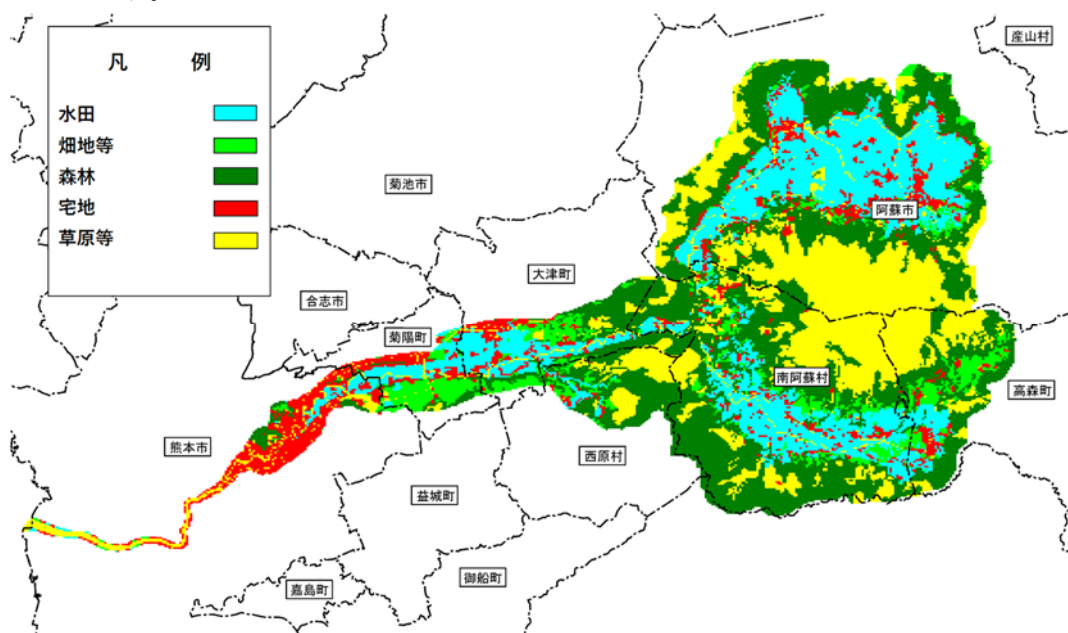 凡 例
水田
畑地等
森林
宅地
草原等
産山村
菊池市
阿蘇市
大津町
合志市
菊陽町
南阿蘇村
高森町
熊本市
西原村
益城町
御船町
嘉島町